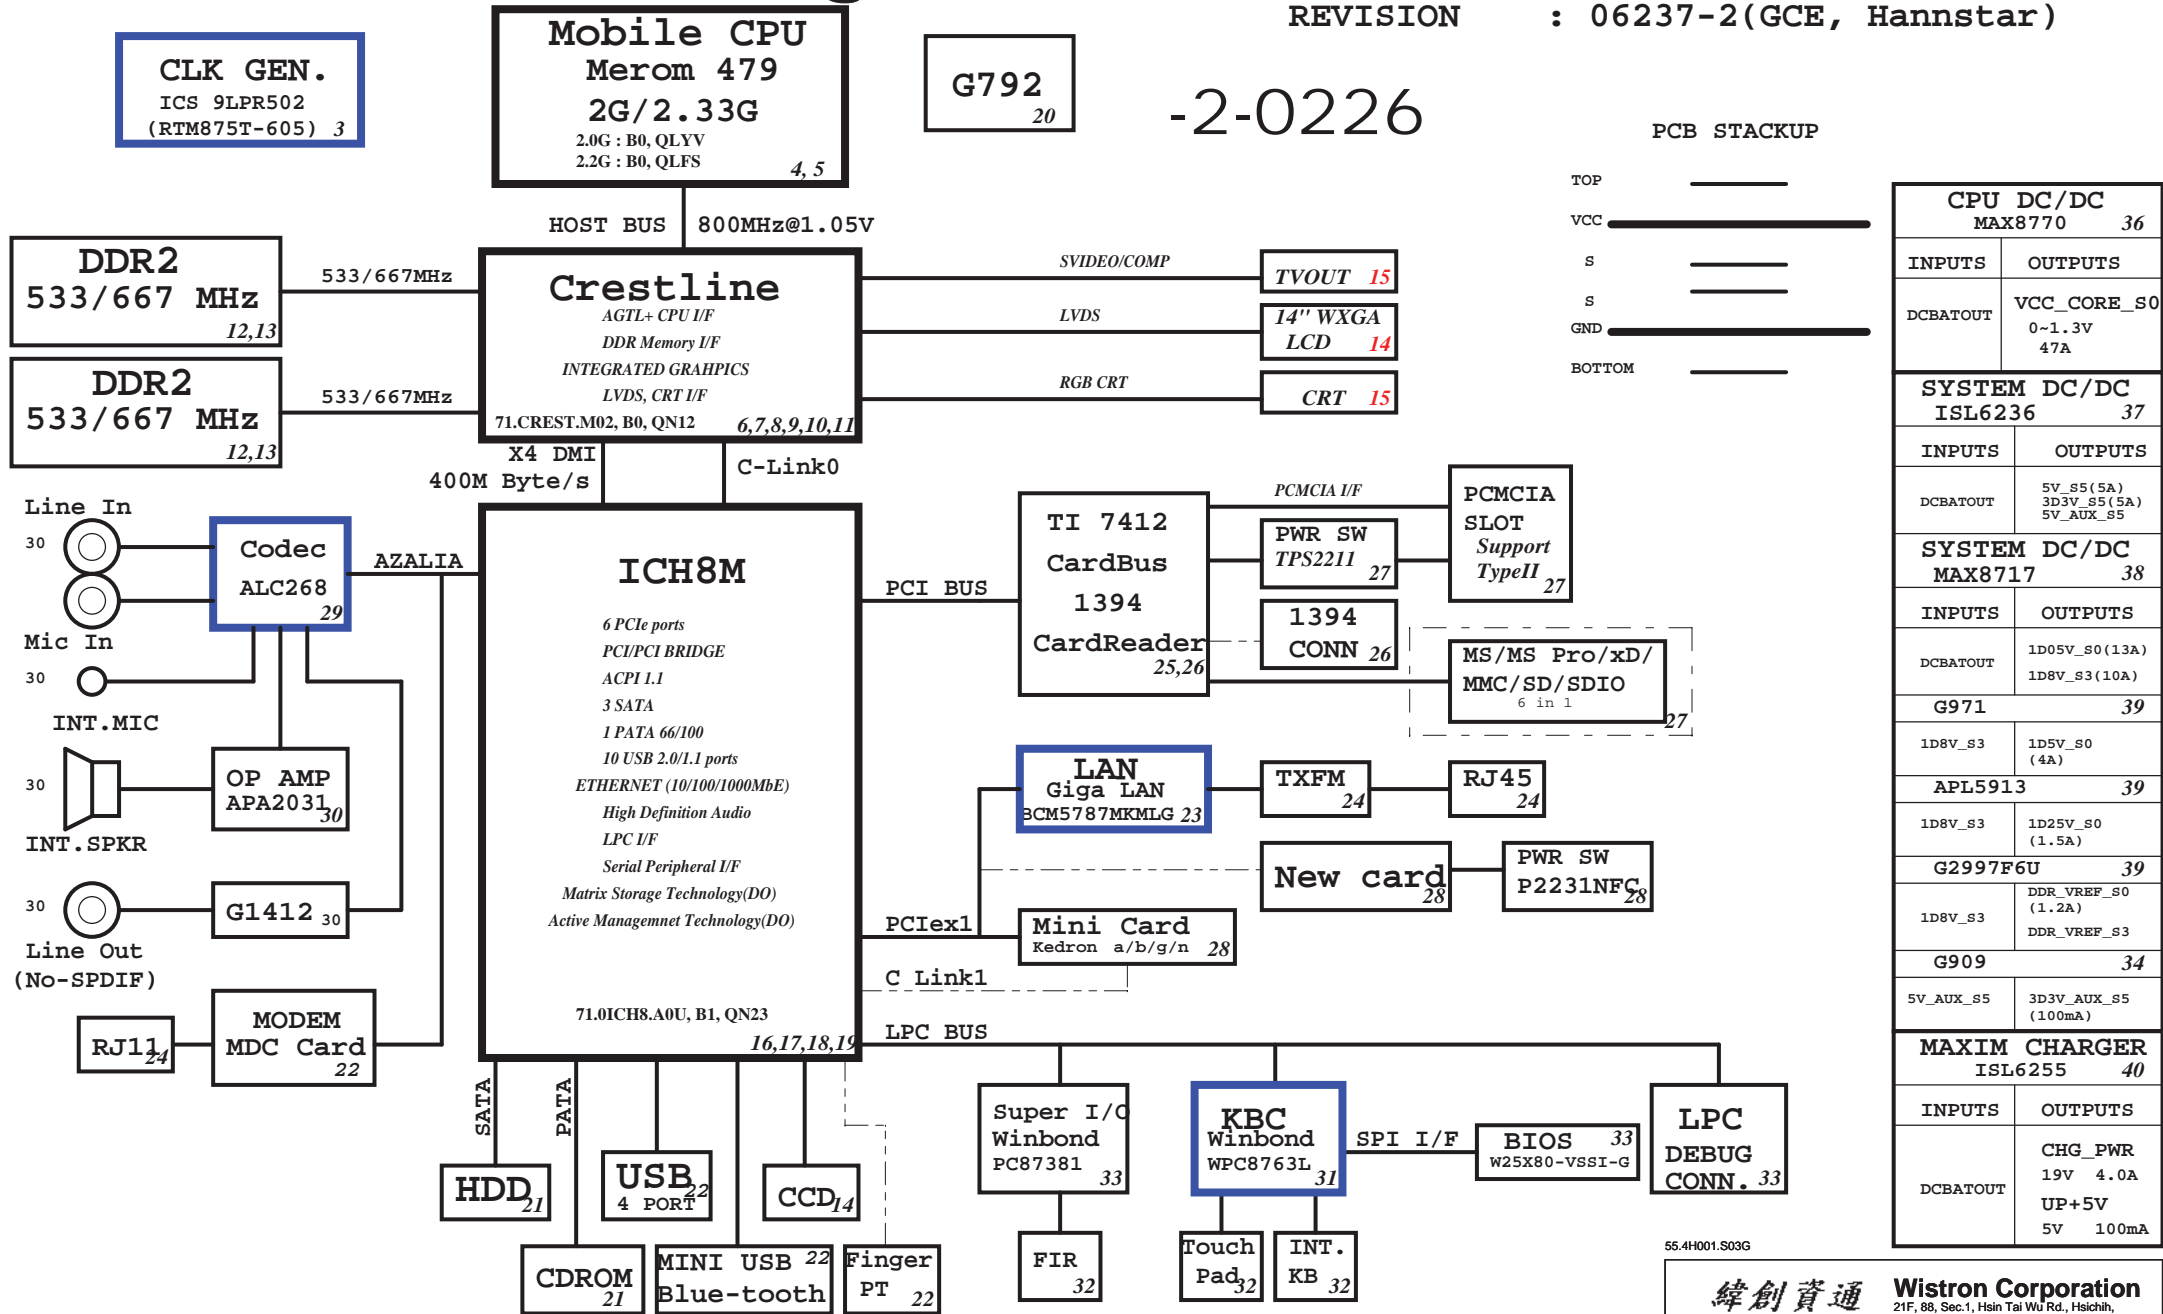 REVISION : 06237-2(GCE, Hannstar)
-2-0226
CLK GEN.
ICS 9LPR502
(RTM875T-605) 3
Mobile CPU
Merom 479
2G/2.33G
2.0G : B0, QLYV
2.2G : B0, QLFS
4, 5
G792
20
HOST BUS 800MHz@1.05V
DDR2
533/667 MHz
12,13
533/667MHz
DDR2
533/667 MHz
12,13
533/667MHz
Crestline
AGTL+ CPU I/F
DDR Memory I/F
INTEGRATED GRAHPICS
LVDS, CRT I/F
71.CREST.M02, B0, QN12 6,7,8,9,10,11
SVIDEO/COMP
TVOUT 15
LVDS
14" WXGA
LCD 14
RGB CRT
CRT 15
X4 DMI
400M Byte/s
C-Link0
PCB STACKUP
TOP
VCC
S
S
GND
BOTTOM
Line In
30
Codec
ALC268
29
AZALIA
Mic In
30
INT.MIC
30
OP AMP
APA2031
30
INT.SPKR
30
G1412 30
Line Out
(No-SPDIF)
RJ11
24
MODEM
MDC Card
22
ICH8M
6 PCIe ports
PCI/PCI BRIDGE
ACPI 1.1
3 SATA
1 PATA 66/100
10 USB 2.0/1.1 ports
ETHERNET (10/100/1000MbE)
High Definition Audio
LPC I/F
Serial Peripheral I/F
Matrix Storage Technology(DO)
Active Managemnet Technology(DO)
71.0ICH8.A0U, B1, QN23
16,17,18,19
PCI BUS
TI 7412
CardBus
1394
CardReader
25,26
PCMCIA I/F
PWR SW
TPS2211
27
PCMCIA
SLOT
Support
TypeII
27
1394
CONN 26
MS/MS Pro/xD/
MMC/SD/SDIO
6 in 1
27
LAN
Giga LAN
BCM5787MKMLG 23
TXFM
24
RJ45
24
New card
28
PWR SW
P2231NFC
28
PCIex1
Mini Card
Kedron a/b/g/n 28
C Link1
LPC BUS
SATA
PATA
HDD
21
CDROM
21
USB
22
4 PORT
MINI USB 22
Blue-tooth
CCD
14
Finger
PT 22
Super I/O
Winbond
PC87381
33
FIR
32
KBC
Winbond
WPC8763L
31
Touch
Pad
32
INT.
KB 32
SPI I/F
BIOS 33
W25X80-VSSI-G
LPC
DEBUG
CONN. 33
CPU DC/DC
MAX8770 36
INPUTS OUTPUTS
DCBATOUT VCC_CORE_S0
0~1.3V
47A
SYSTEM DC/DC
ISL6236 37
INPUTS OUTPUTS
DCBATOUT 5V_S5(5A)
3D3V_S5(5A)
5V_AUX_S5
SYSTEM DC/DC
MAX8717 38
INPUTS OUTPUTS
DCBATOUT 1D05V_S0(13A)
1D8V_S3(10A)
G971 39
1D8V_S3 1D5V_S0
(4A)
APL5913 39
1D8V_S3 1D25V_S0
(1.5A)
G2997F6U 39
1D8V_S3 DDR_VREF_S0
(1.2A)
DDR_VREF_S3
G909 34
5V_AUX_S5 3D3V_AUX_S5
(100mA)
MAXIM CHARGER
ISL6255 40
INPUTS OUTPUTS
DCBATOUT CHG_PWR
19V 4.0A
UP+5V
5V 100mA
55.4H001.S03G
緯創資通 Wistron Corporation
21F, 88, Sec.1, Hsin Tai Wu Rd., Hsichih,